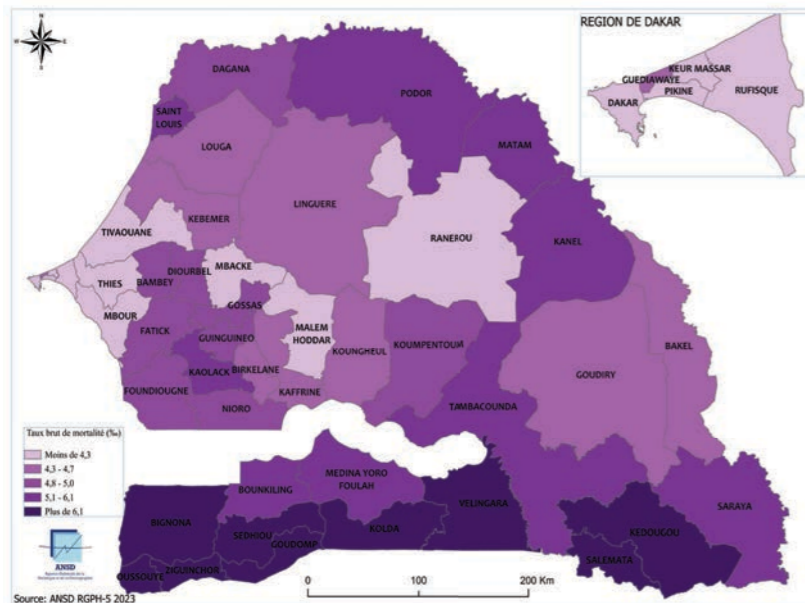 REGION DE DAKAR
KEUR MASSAR
GUEDIAWAYE
RUFISQUE
DAKAR
PIKINE
N
W
E
S
DAGANA
PODOR
SAINT
LOUIS
MATAM
LOUGA
LINGUERE
KEBEMER
TIVAOUANE
RANEROU
KANEL
MBACKE
DIOURBEL
THIES
BAMBEY
GOSSAS
MBOUR
MALEM
HODDAR
FATICK
GUINGUINEO
KOUNGHEUL
KOUMPENTOUM
BAKEL
GOUDIRY
KAOLACK
BIRKELANE
FOUNDIOUGNE
KAFFRINE
NIORO
TAMBACOUNDA
Taux brut de mortalité (‰)
Moins de 4,3
4,3 - 4,7
4,8 - 5,0
5,1 - 6,1
Plus de 6,1
MEDINA YORO
FOULAH
BOUNKILING
VELINGARA
SARAYA
BIGNONA
KOLDA
KEDOUGOU
SEDHIOU
GOUDOMP
SALEMATA
OUSSOUYE
ZIGUINCHOR
ANSD
0
100
200 Km
Source: ANSD RGPH-5 2023